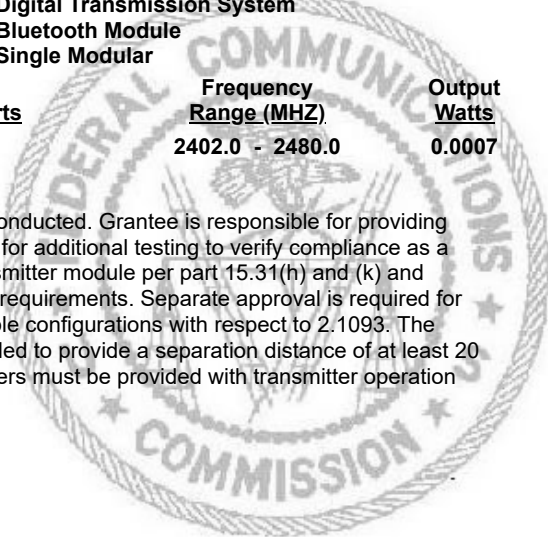 Digital Transmission System
Bluetooth Module
Single Modular
Frequency Output
rts Range (MHZ) Watts
2402.0 - 2480.0 0.0007
onducted. Grantee is responsible for providing
for additional testing to verify compliance as a
smitter module per part 15.31(h) and (k) and
requirements. Separate approval is required for
ble configurations with respect to 2.1093. The
led to provide a separation distance of at least 20
ers must be provided with transmitter operation
FEDERAL COMMUNICATIONS COMMISSION